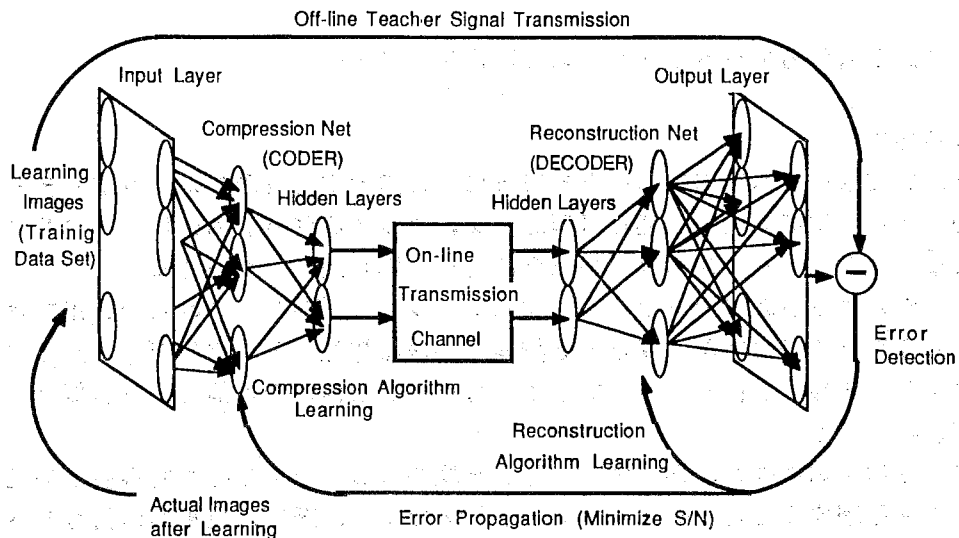 Off-line Teacher Signal Transmission
Input Layer
Output Layer
Compression Net
(CODER)
Reconstruction Net
(DECODER)
Learning
Images
(Trainig
Data Set)
Hidden Layers
Hidden Layers
On-line
Transmission
Channel
Error
Detection
Compression Algorithm
Learning
Reconstruction
Algorithm Learning
Actual Images
after Learning
Error Propagation (Minimize S/N)